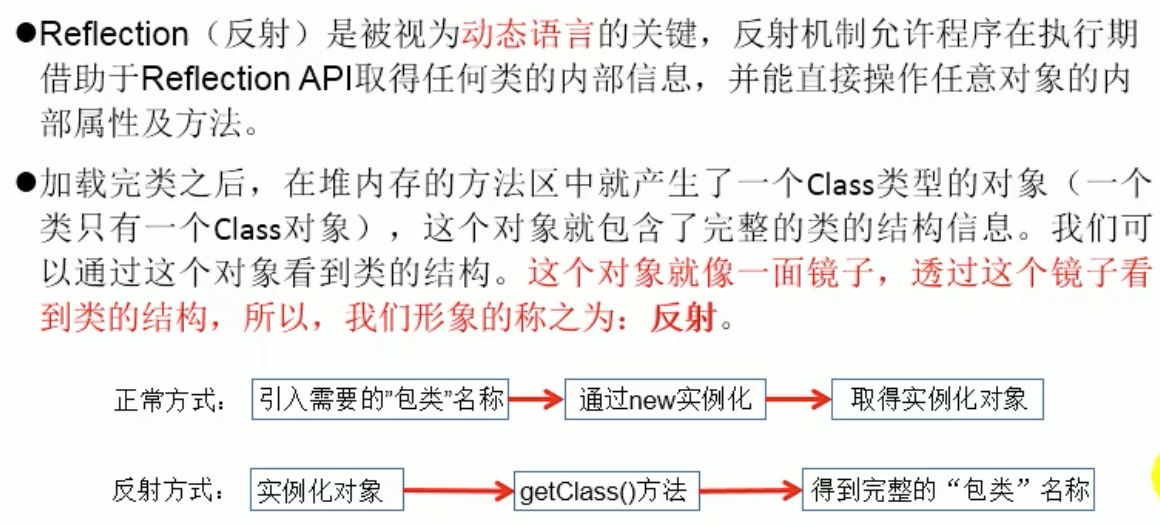 ●Reflection（反射）是被视为动态语言的关键，反射机制允许程序在执行期
借助于Reflection API取得任何类的内部信息，并能直接操作任意对象的内
部属性及方法。
●加载完类之后，在堆内存的方法区中就产生了一个Class类型的对象（一个
类只有一个Class对象），这个对象就包含了完整的类的结构信息。我们可
以通过这个对象看到类的结构。这个对象就像一面镜子，透过这个镜子看
到类的结构，所以，我们形象的称之为：反射。
正常方式： 引入需要的”包类”名称 通过new实例化 取得实例化对象
反射方式： 实例化对象 getClass()方法 得到完整的“包类”名称